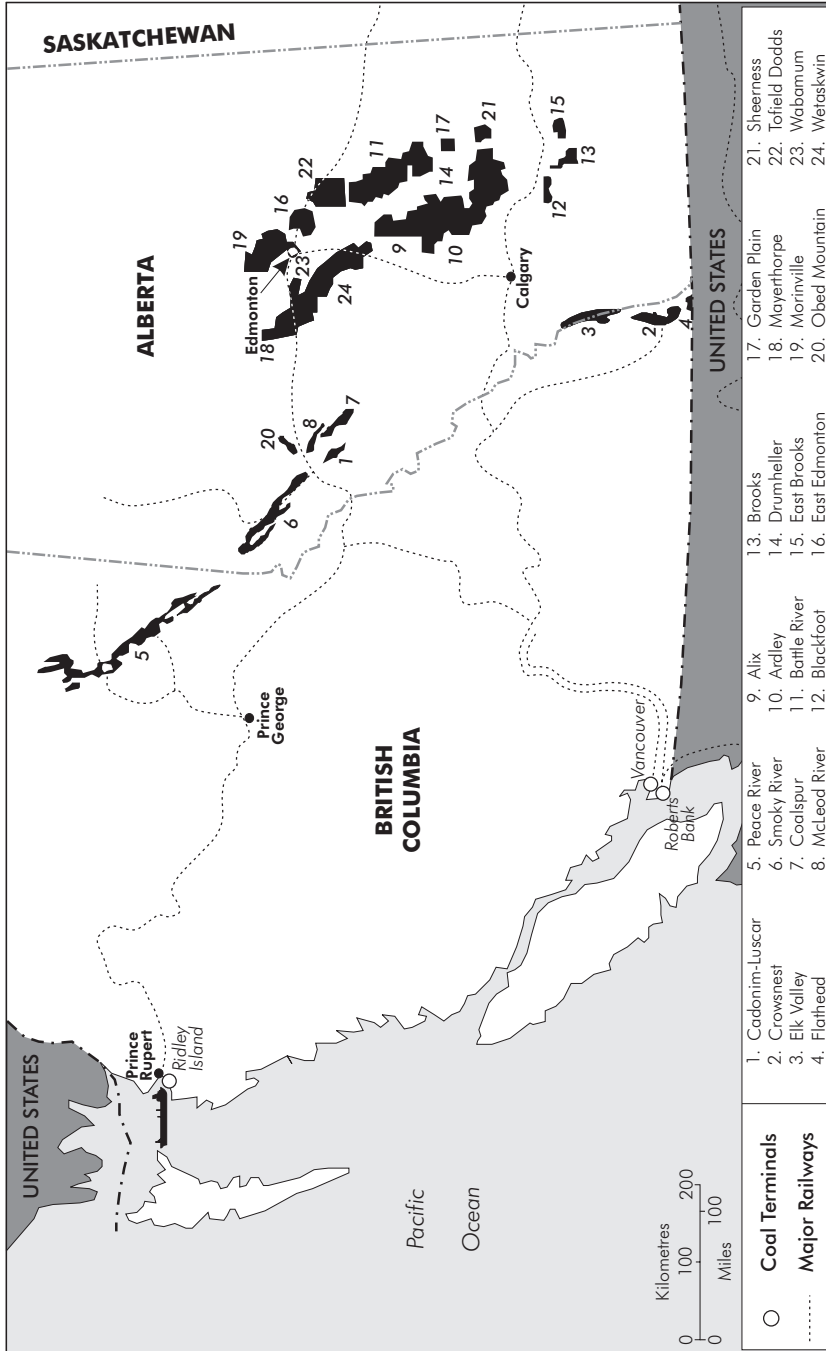 UNITED STATES
SASKATCHEWAN
ALBERTA
5
6
20
8
1
7
18
Edmonton
19
23
24
16
22
11
9
10
14
17
21
12
13
15
Calgary
3
2
4
Prince
George
BRITISH
COLUMBIA
Prince
Rupert
Ridley
Island
Vancouver
Roberts
Bank
UNITED STATES
Pacific
Ocean
Kilometres
0 100 200
0 100
Miles
Coal Terminals
Major Railways
1. Cadonim-Luscar
2. Crowsnest
3. Elk Valley
4. Flathead
5. Peace River
6. Smoky River
7. Coalspur
8. McLeod River
9. Alix
10. Ardley
11. Battle River
12. Blackfoot
13. Brooks
14. Drumheller
15. East Brooks
16. East Edmonton
17. Garden Plain
18. Mayerthorpe
19. Morinville
20. Obed Mountain
21. Sheerness
22. Tofield Dodds
23. Wabamum
24. Wetaskwin